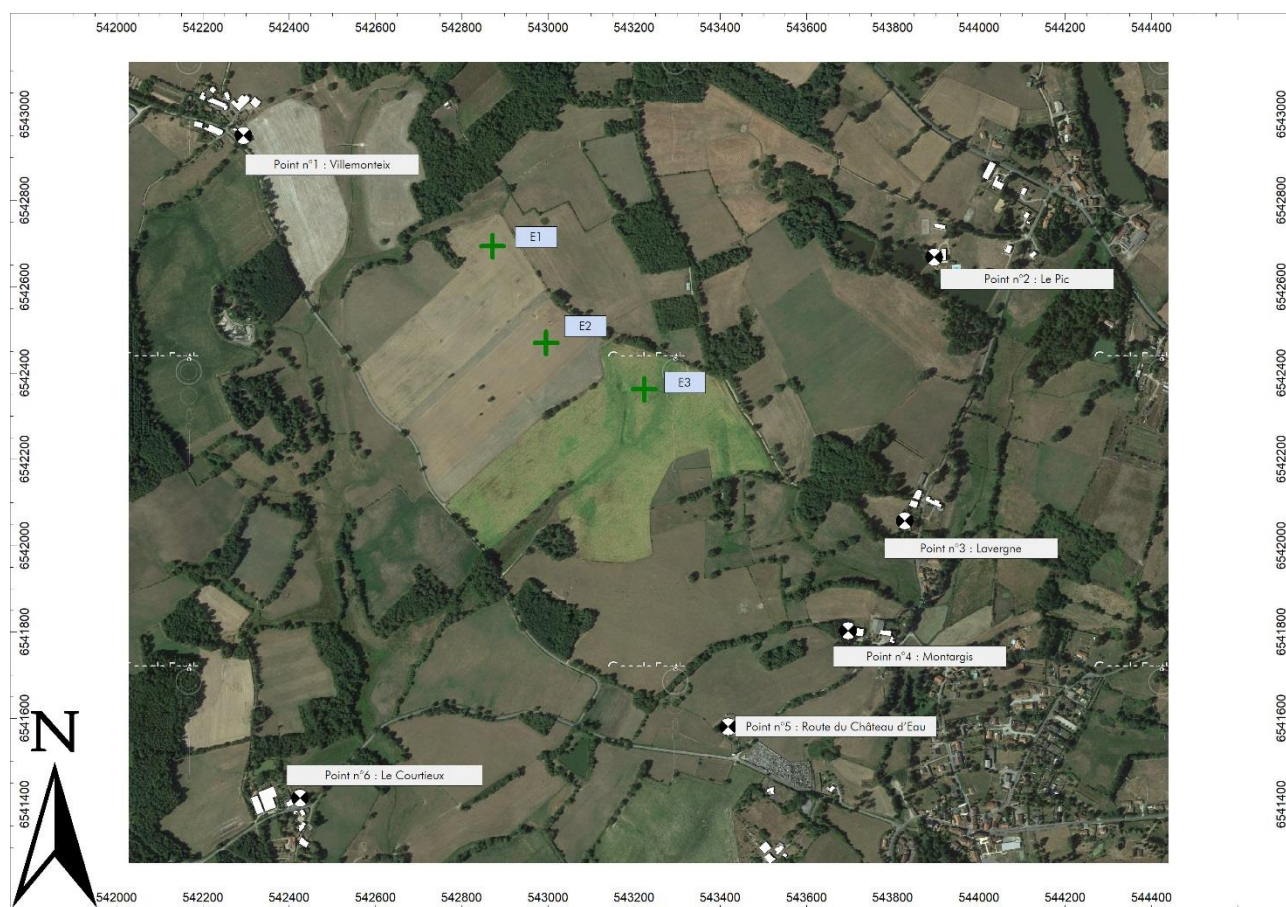 542000 542200 542400 542600 542800 543000 543200 543400 543600 543800 544000 544200 544400
6543000 6543000
Point n°1 : Villemonteix
6542800 6542800
E1
Point n°2 : Le Pic
6542600 6542600
E2
6542400 6542400
E3
6542200 6542200
6542000 6542000
Point n°3 : Lavergne
6541800 6541800
Point n°4 : Montargis
6541600 6541600
Point n°5 : Route du Château d'Eau
N
Point n°6 : Le Courtieux
6541400 6541400
542000 542200 542400 542600 542800 543000 543200 543400 543600 543800 544000 544200 544400